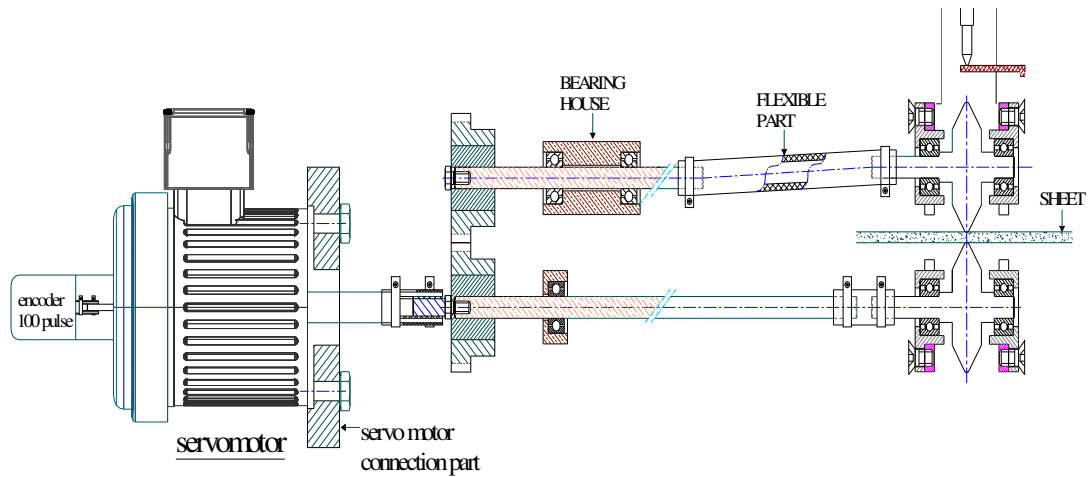 BEARING
HOUSE
FLEXIBLE
PART
SHEET
encoder
100 pulse
servomotor
servo motor
connection part